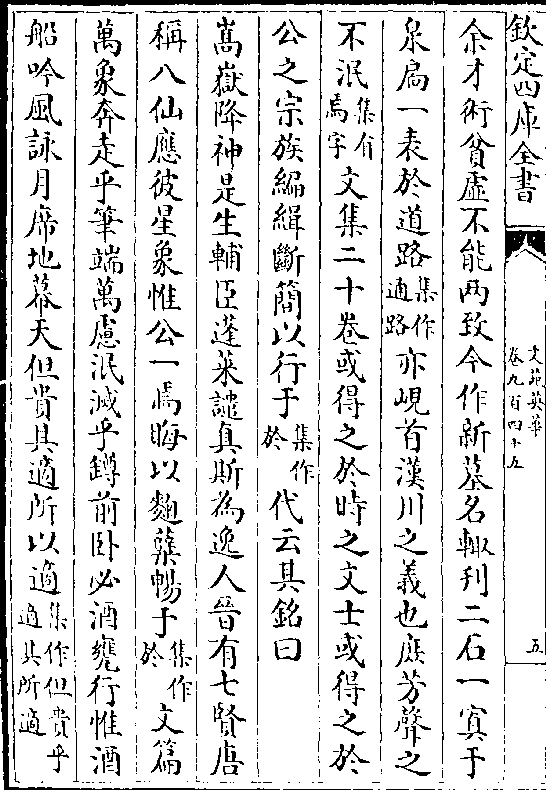 欽定四庫全書
文苑英華
卷九百四十五
五
余才術貧虛不能兩致今作新墓名輙刋二石一寘于
泉扃一表於道路集作通路亦峴首漢川之義也庶芳聲之
不泯集有焉字文集二十卷或得之於時之文士或得之於
公之宗族編緝斷簡以行于集作於代云其銘曰
嵩嶽降神是生輔臣蓬萊譴真斯為逸人晉有七賢唐
稱八仙應彼星象惟公一焉晦以麴糵暢于集作於文篇
萬象奔走乎筆端萬慮泯滅乎罇前卧必酒甕行惟酒
船吟風詠月席地幕天但貴其適所以適集作但貴乎適其所適